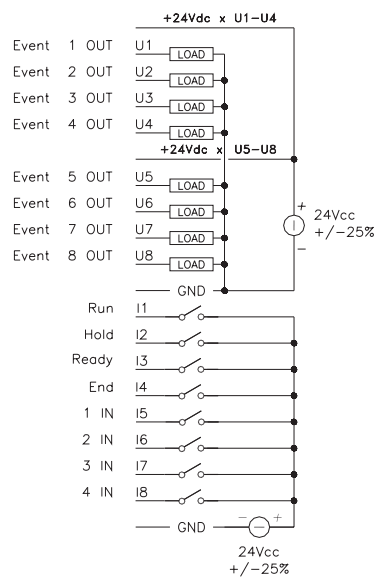 +24Vdc x U1-U4
Event 1 OUT U1 LOAD
Event 2 OUT U2 LOAD
Event 3 OUT U3 LOAD
Event 4 OUT U4 LOAD
+24Vdc x U5-U8
Event 5 OUT U5 LOAD
Event 6 OUT U6 LOAD
Event 7 OUT U7 LOAD
Event 8 OUT U8 LOAD
+
24Vcc
+/-25%
-
GND
Run I1
Hold I2
Ready I3
End I4
1 IN I5
2 IN I6
3 IN I7
4 IN I8
GND - +
24Vcc
+/-25%